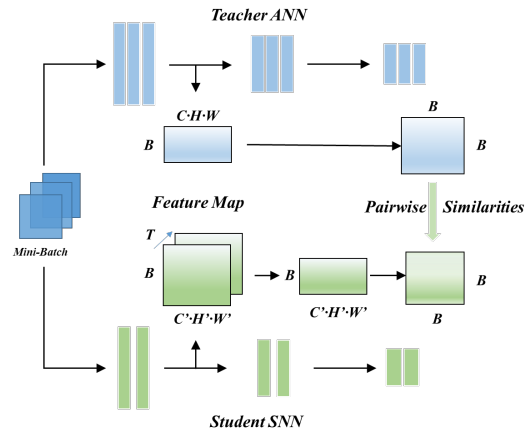 Teacher ANN
C·H·W
B
B
B
Mini-Batch
Feature Map
Pairwise Similarities
T
B
B
B
C'·H'·W'
C'·H'·W'
B
Student SNN